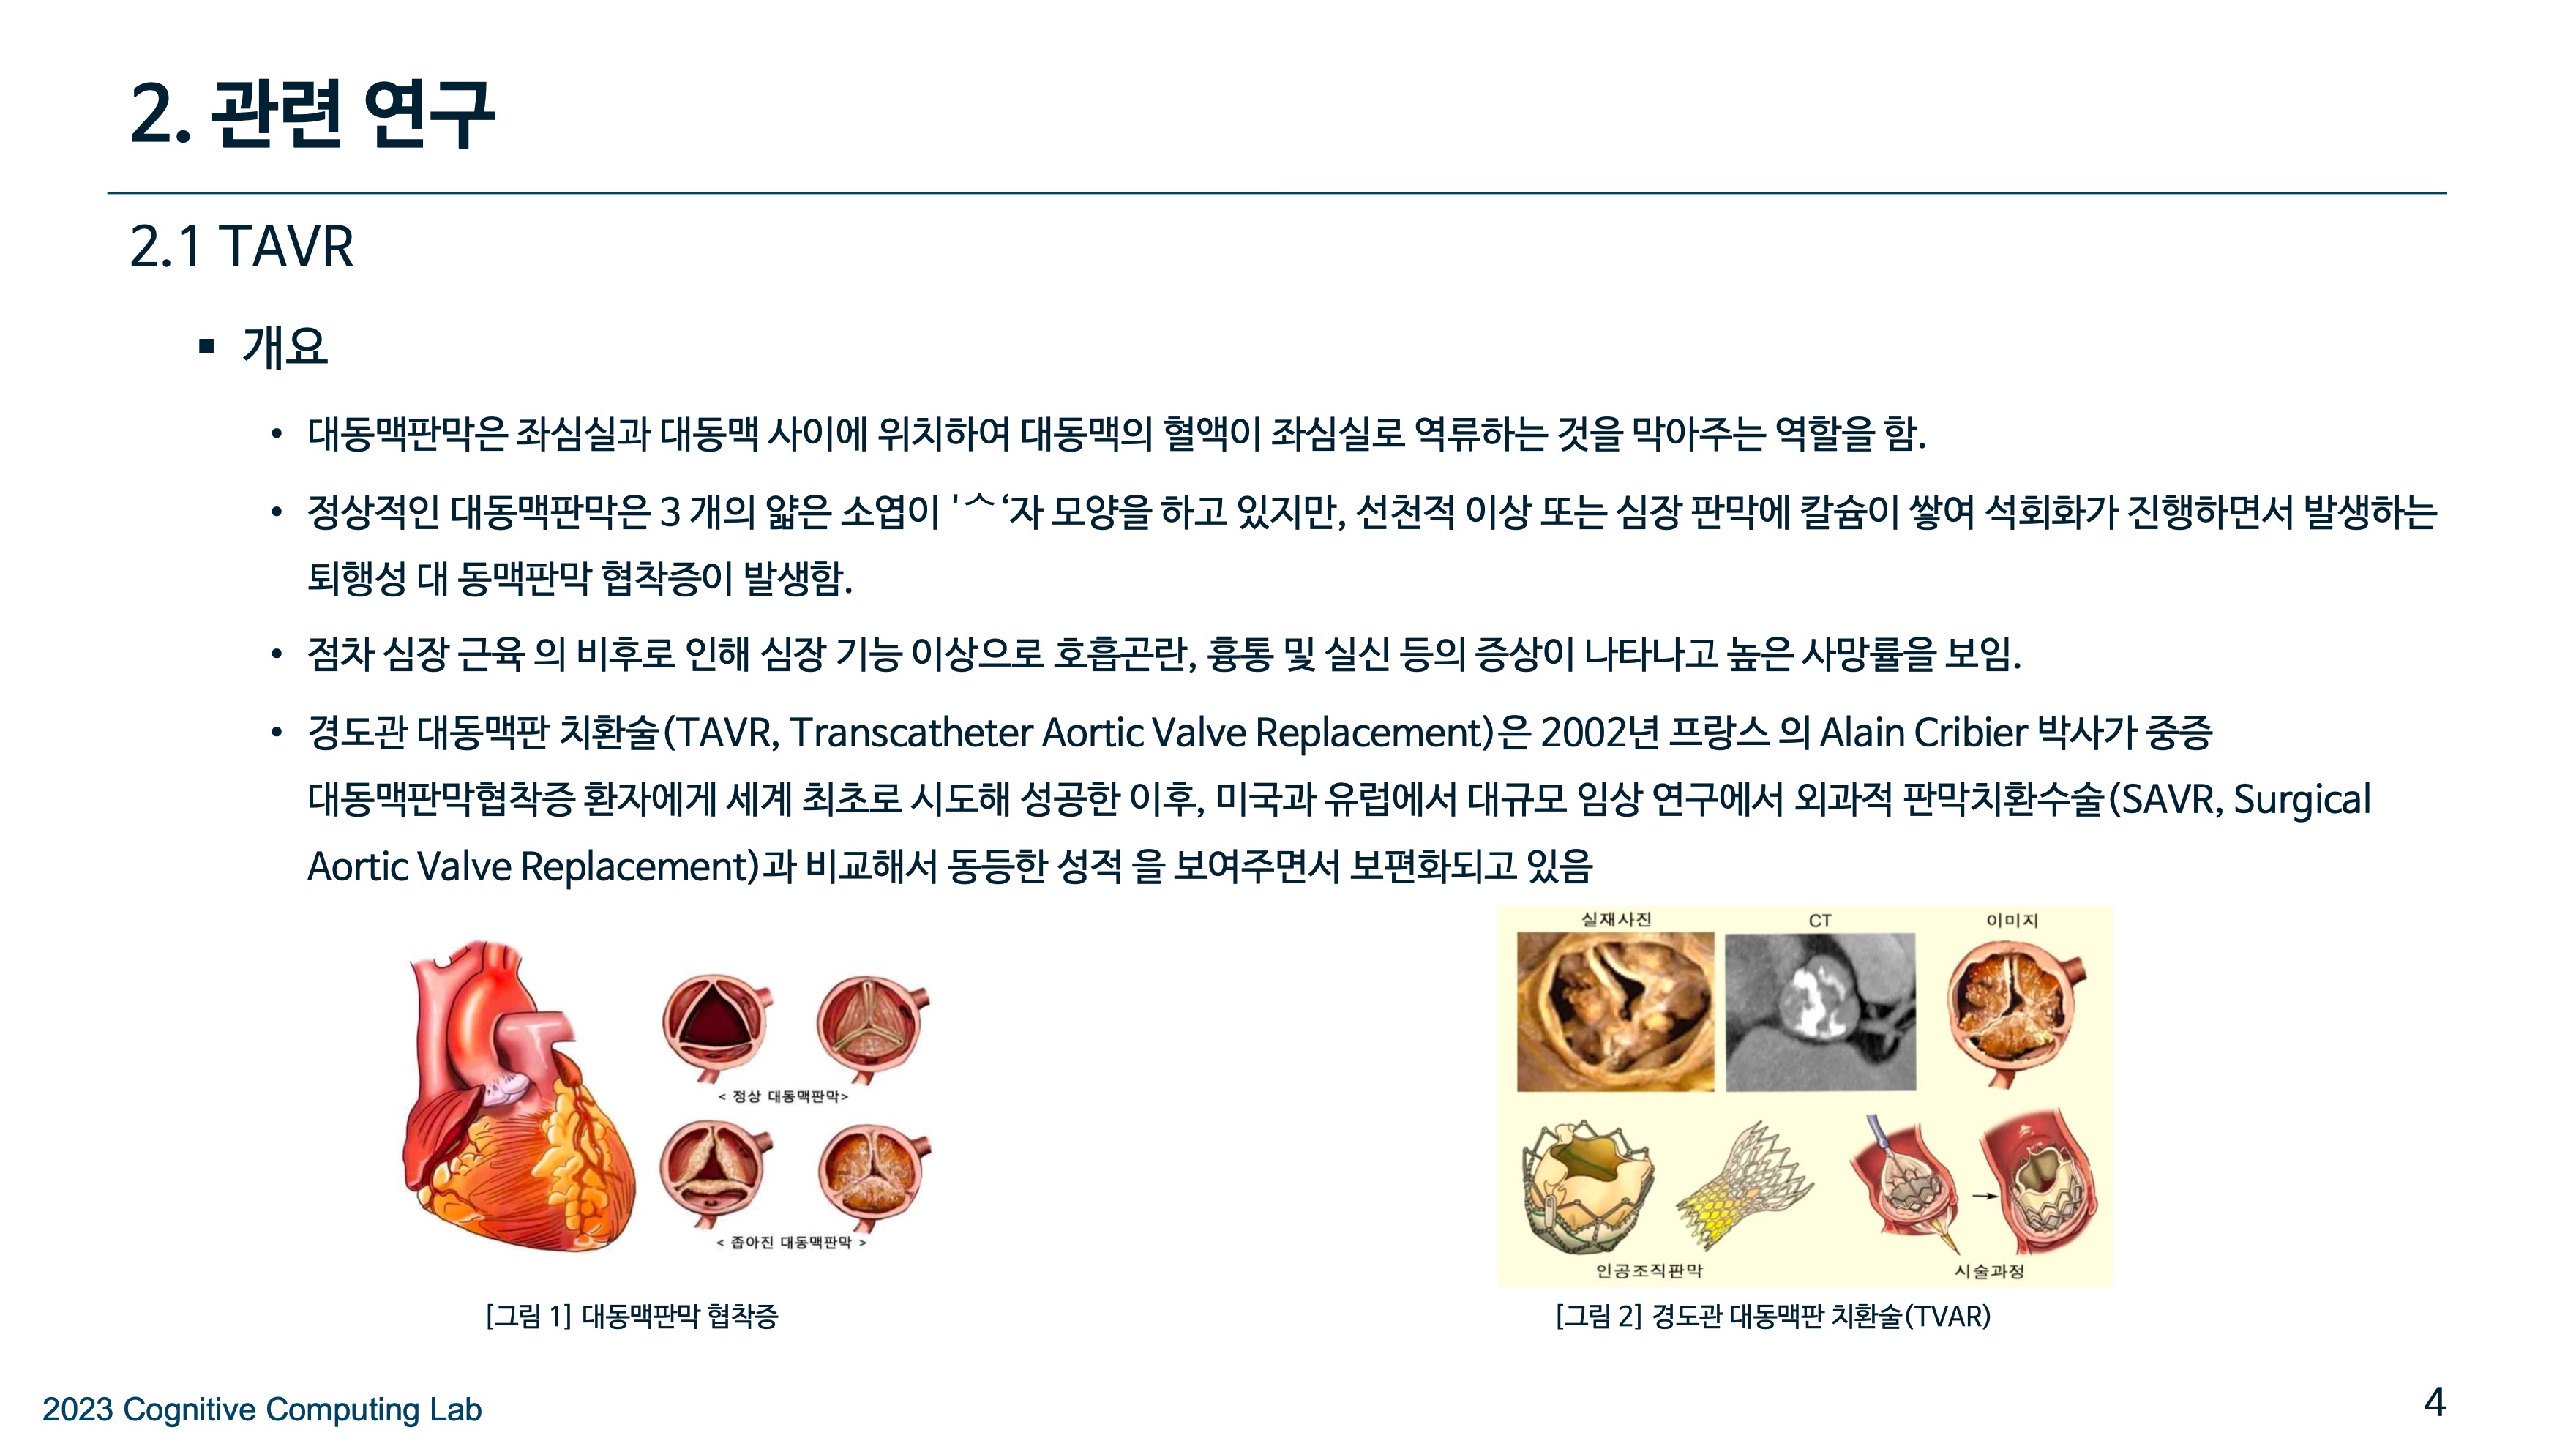 2. 관련 연구
2.1 TAVR
▪ 개요
• 대동맥판막은 좌심실과 대동맥 사이에 위치하여 대동맥의 혈액이 좌심실로 역류하는 것을 막아주는 역할을 함.
• 정상적인 대동맥판막은 3 개의 얇은 소엽이 'ㅅ‘자 모양을 하고 있지만, 선천적 이상 또는 심장 판막에 칼슘이 쌓여 석회화가 진행하면서 발생하는
퇴행성 대 동맥판막 협착증이 발생함.
• 점차 심장 근육 의 비후로 인해 심장 기능 이상으로 호흡곤란, 흉통 및 실신 등의 증상이 나타나고 높은 사망률을 보임.
• 경도관 대동맥판 치환술(TAVR, Transcatheter Aortic Valve Replacement)은 2002년 프랑스 의 Alain Cribier 박사가 중증
대동맥판막협착증 환자에게 세계 최초로 시도해 성공한 이후, 미국과 유럽에서 대규모 임상 연구에서 외과적 판막치환수술(SAVR, Surgical
Aortic Valve Replacement)과 비교해서 동등한 성적 을 보여주면서 보편화되고 있음
< 정상 대동맥판막>
< 좁아진 대동맥판막 >
[그림 1] 대동맥판막 협착증
실재사진 CT 이미지
인공조직판막 시술과정
[그림 2] 경도관 대동맥판 치환술(TVAR)
2023 Cognitive Computing Lab
4